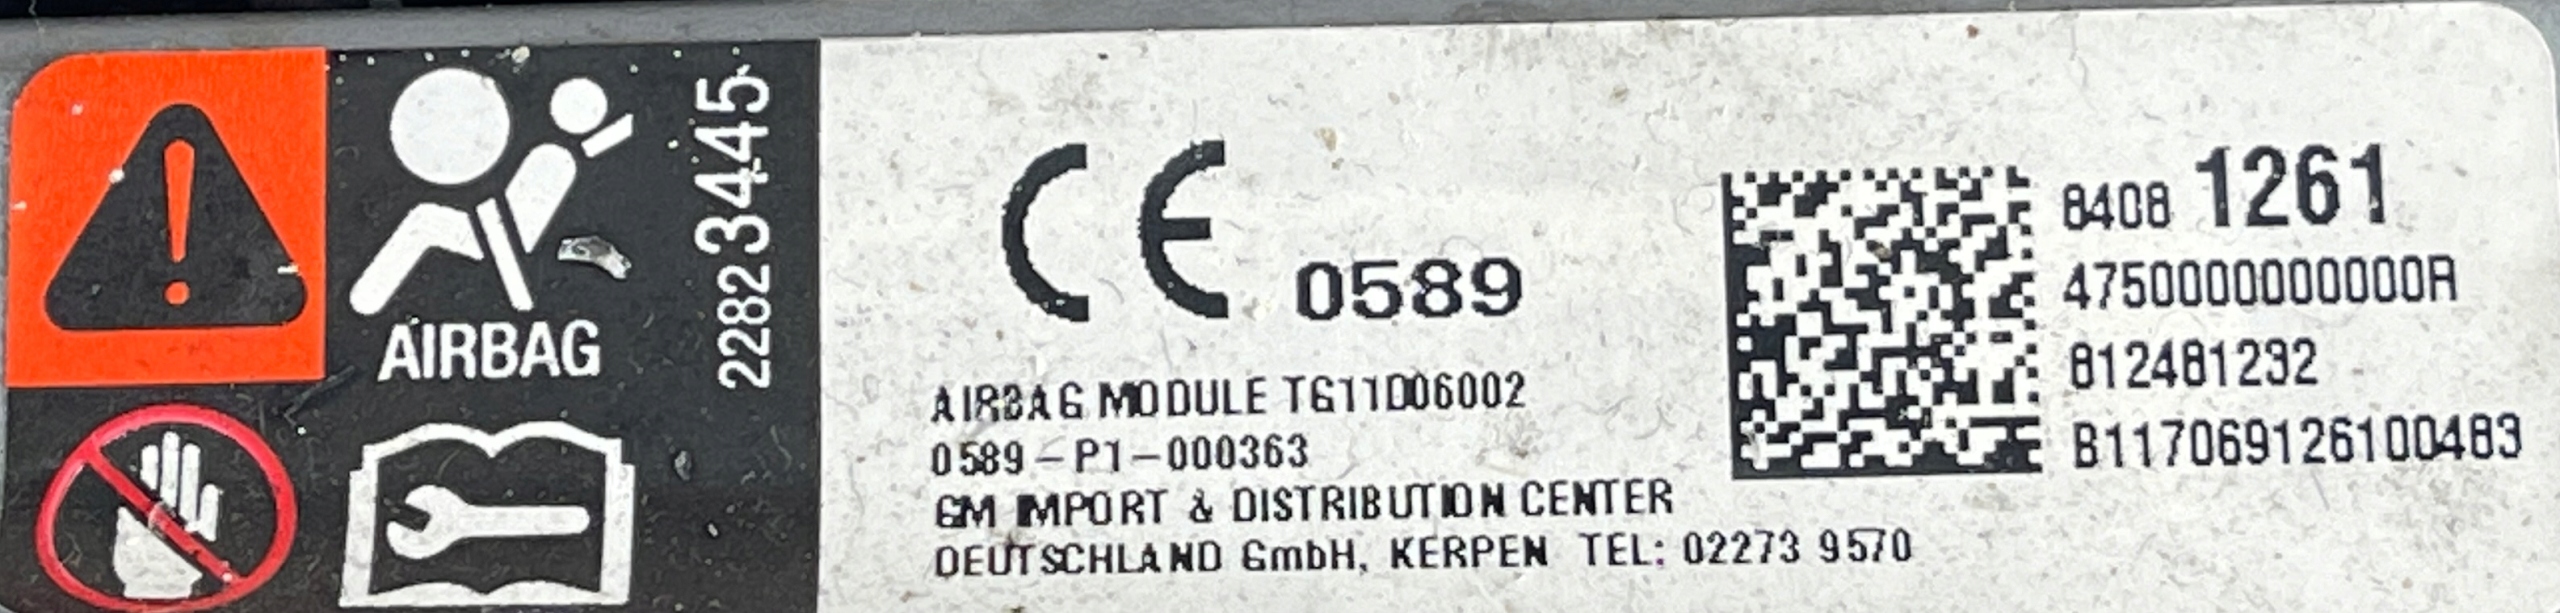 AIRBAG
22823445
CE 0589
AIRBAG MODULE TG11D06002
0589-P1-000363
GM IMPORT & DISTRIBUTION CENTER
DEUTSCHLAND GmbH, KERPEN TEL: 02273 9570
8408 1261
4750000000000R
812481232
B117069126100483